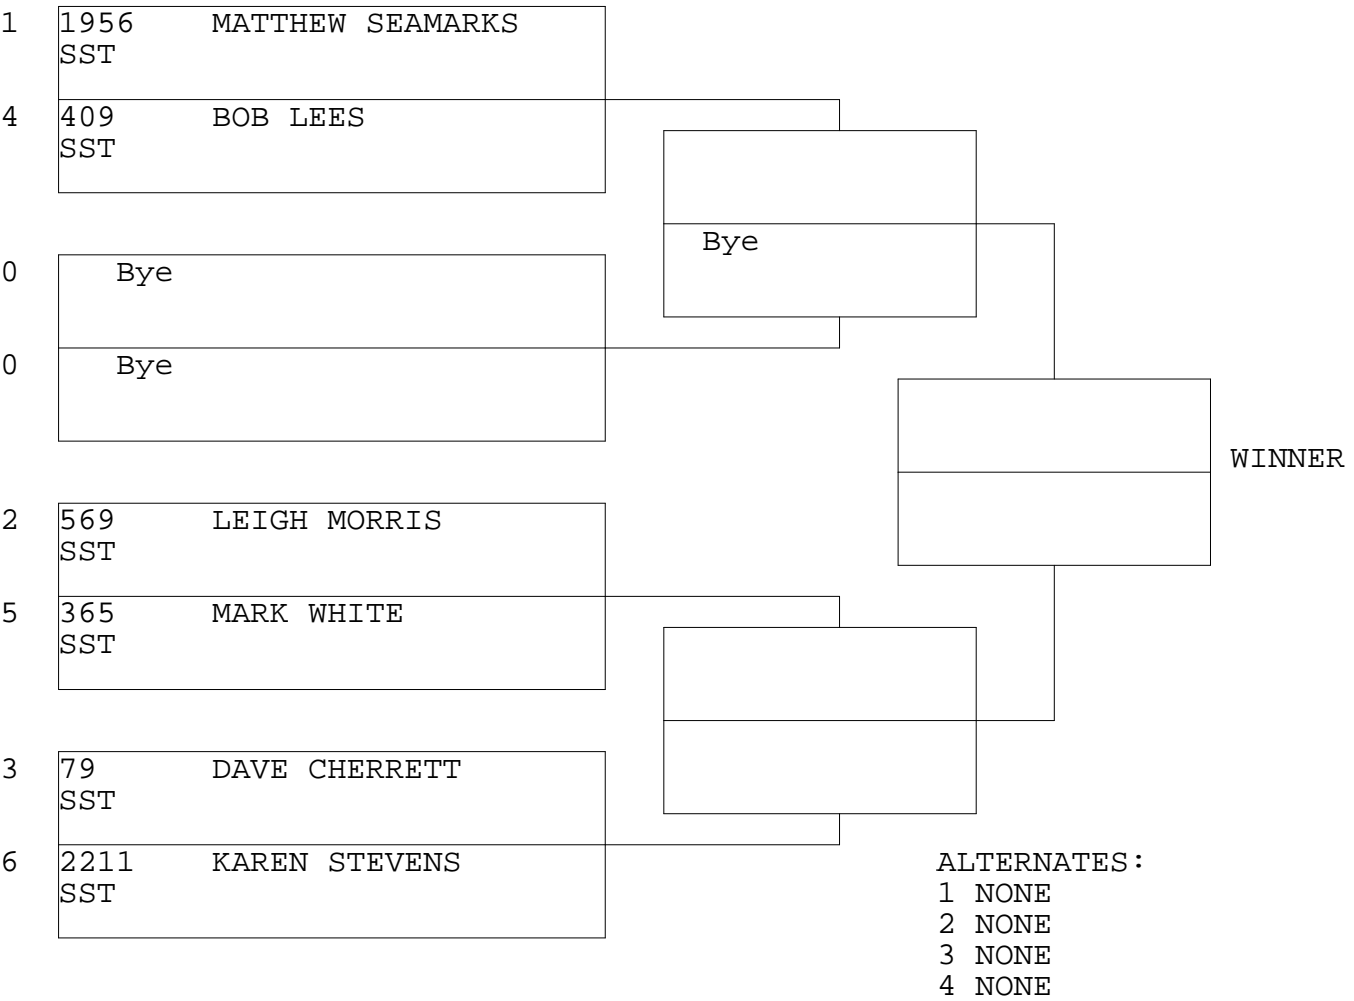 1 1956 MATTHEW SEAMARKS
SST
4 409 BOB LEES
SST
Bye
0 Bye
0 Bye
WINNER
2 569 LEIGH MORRIS
SST
5 365 MARK WHITE
SST
3 79 DAVE CHERRETT
SST
6 2211 KAREN STEVENS
SST
ALTERNATES:
1 NONE
2 NONE
3 NONE
4 NONE